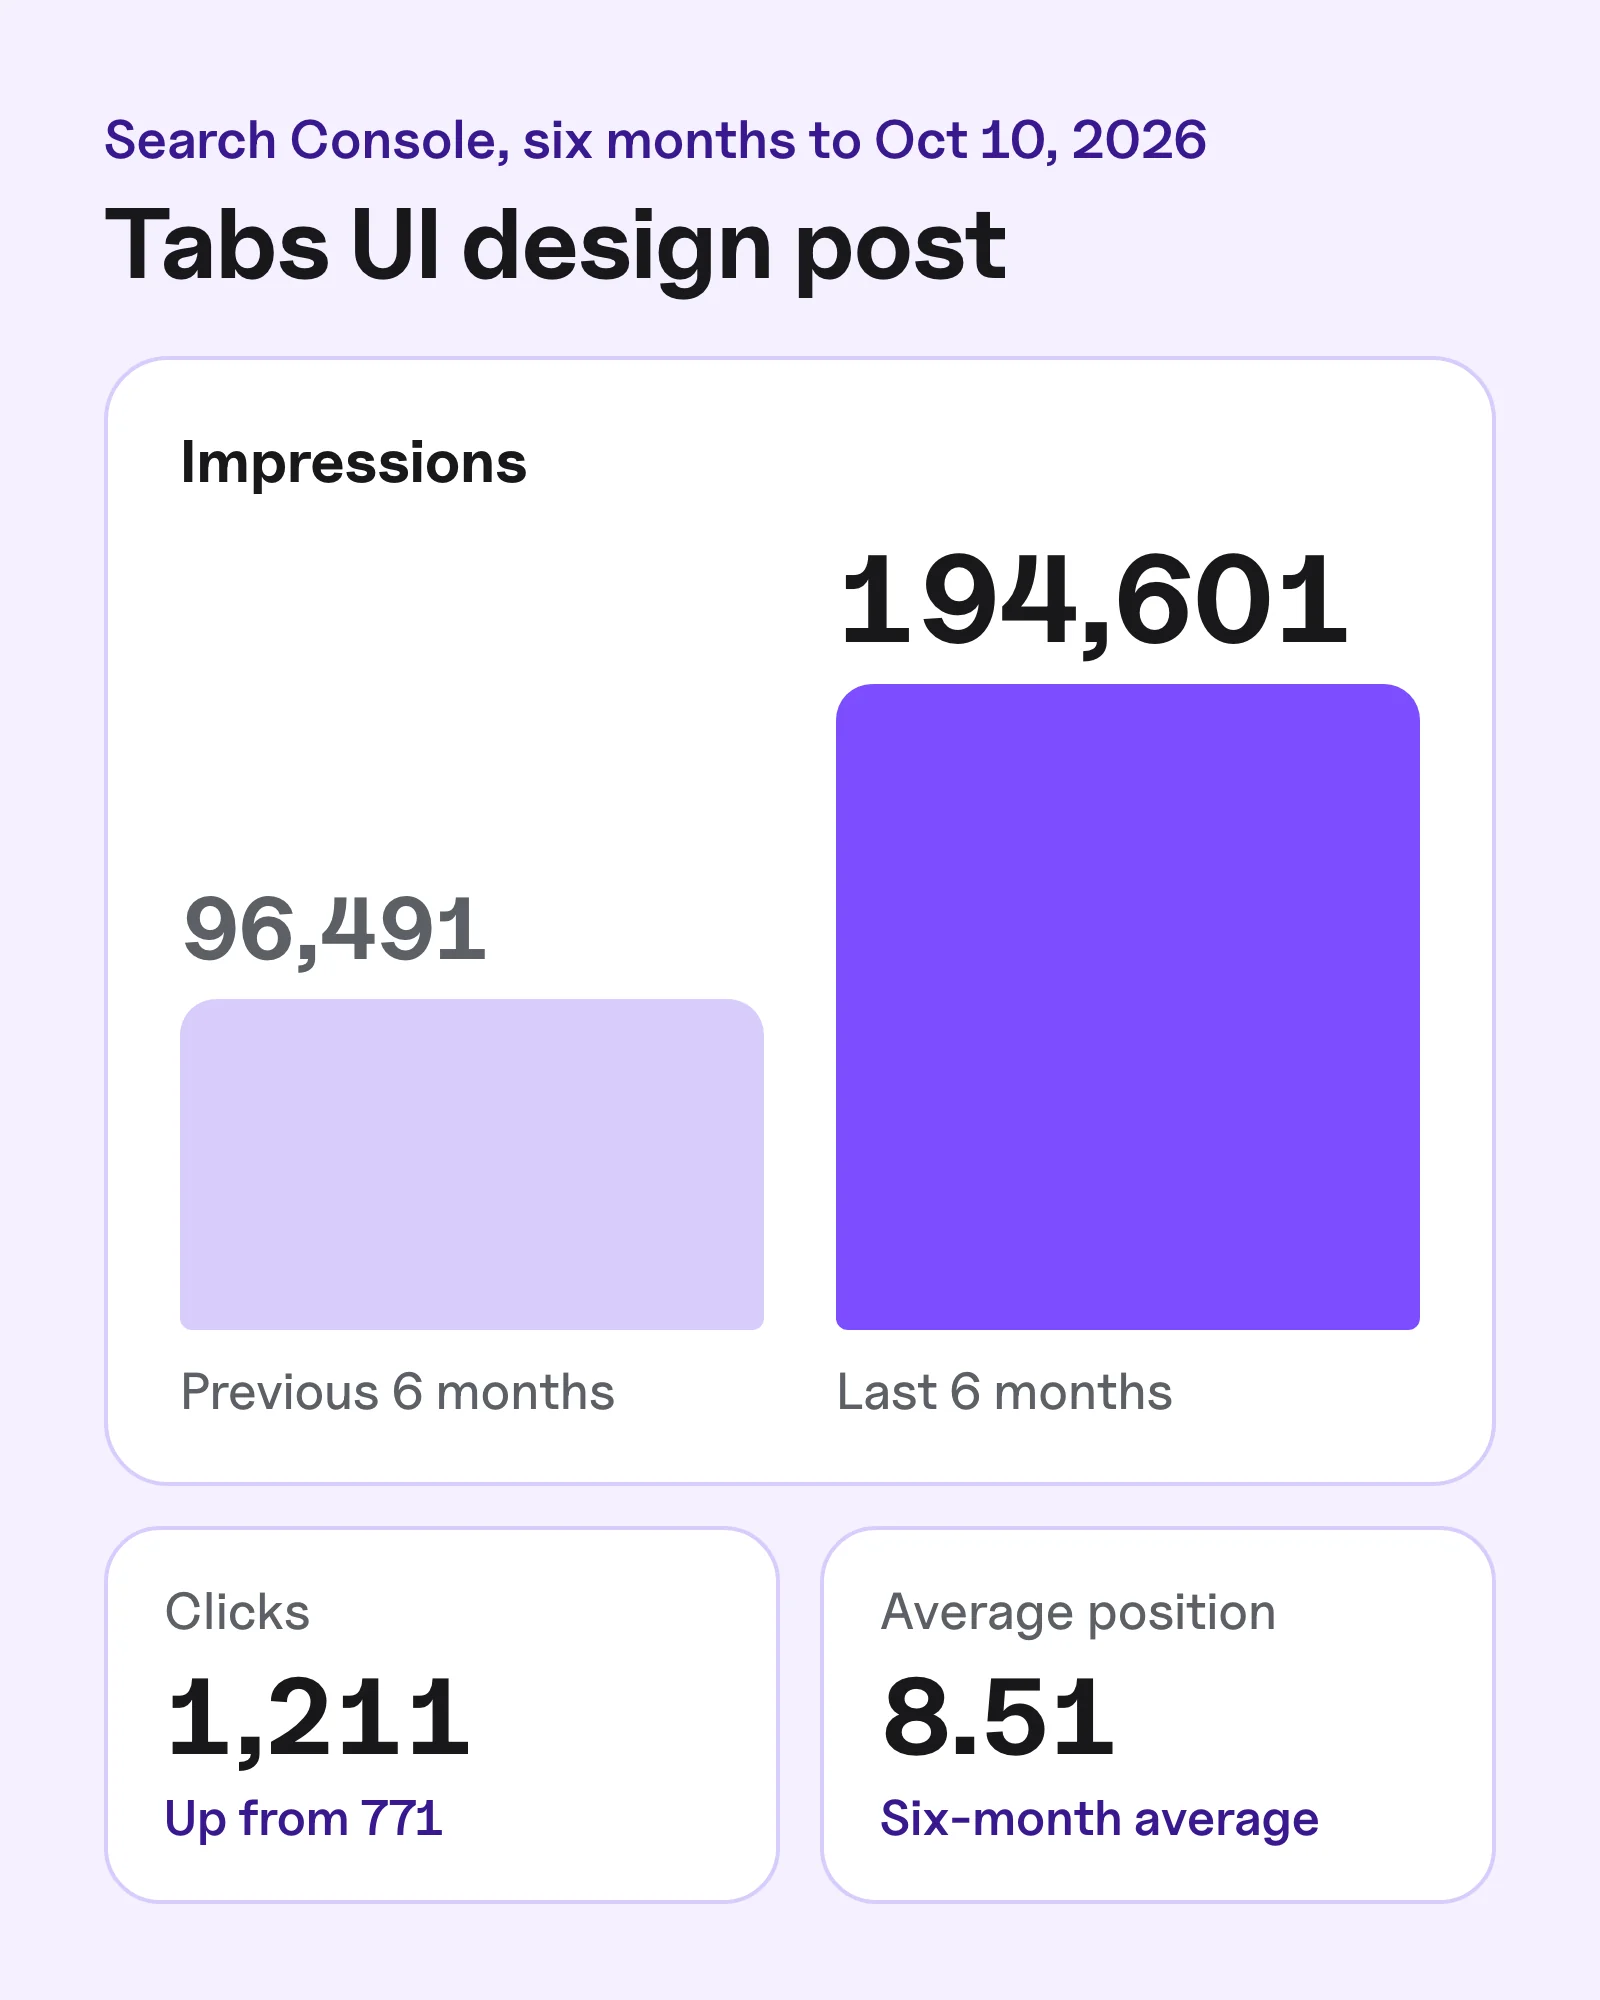 Search Console, six months to Oct 10, 2026
Tabs UI design post
Impressions
194,601
96,491
Previous 6 months
Last 6 months
Clicks
1,211
Up from 771
Average position
8.51
Six-month average